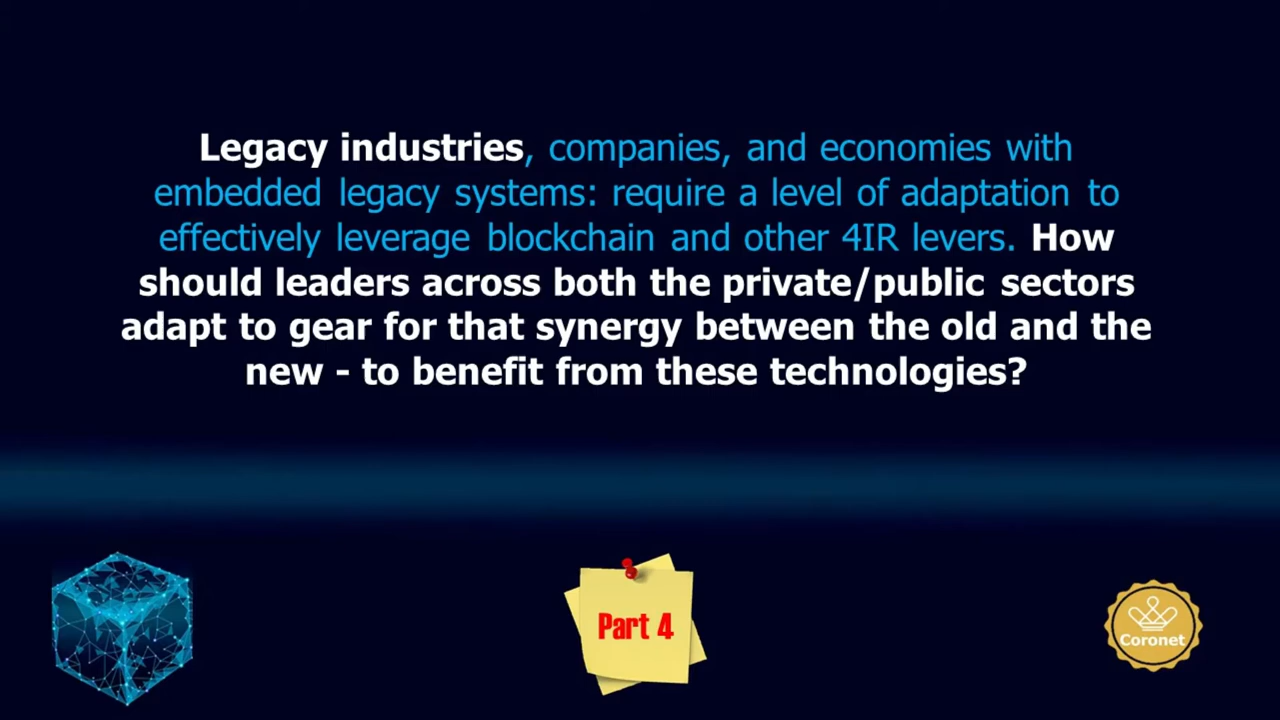 Legacy industries, companies, and economies with
embedded legacy systems: require a level of adaptation to
effectively leverage blockchain and other 4IR levers. How
should leaders across both the private/public sectors
adapt to gear for that synergy between the old and the
new - to benefit from these technologies?
Part 4
Coronet